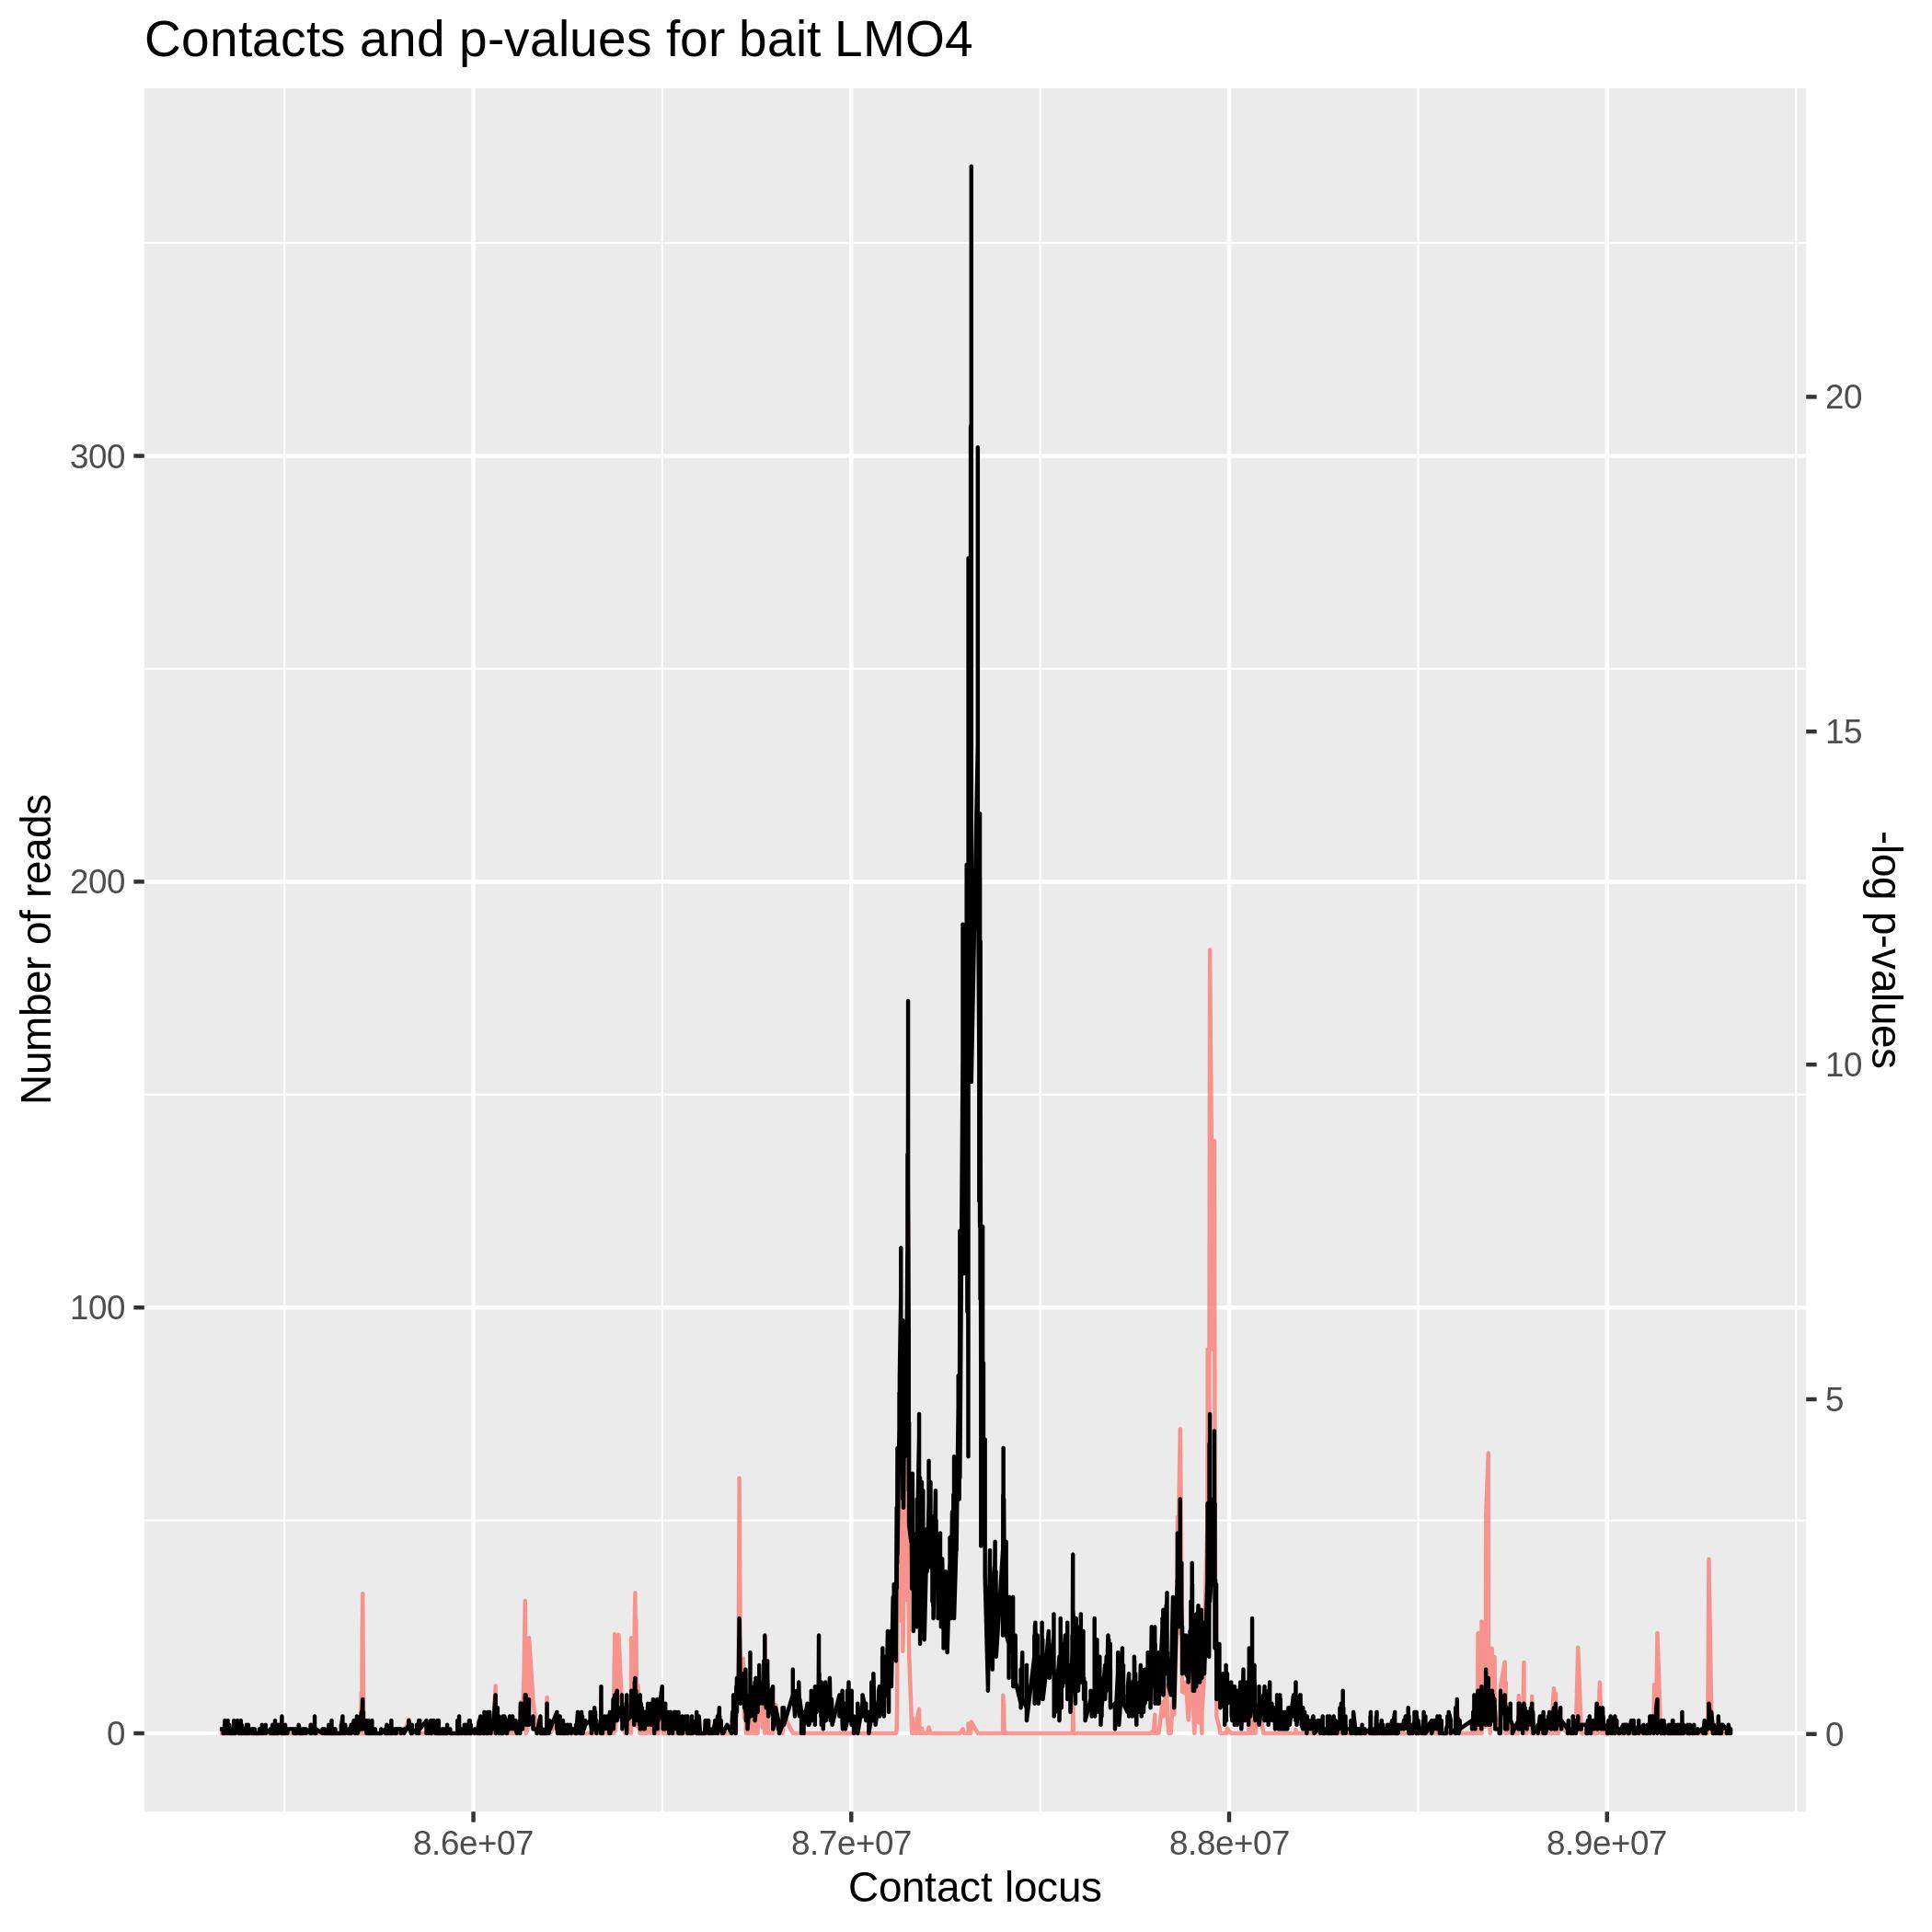 Contacts and p-values for bait LMO4
Number of reads
300
200
100
0
20
15
10
5
0
-log p-values
8.6e+07 8.7e+07 8.8e+07 8.9e+07
Contact locus